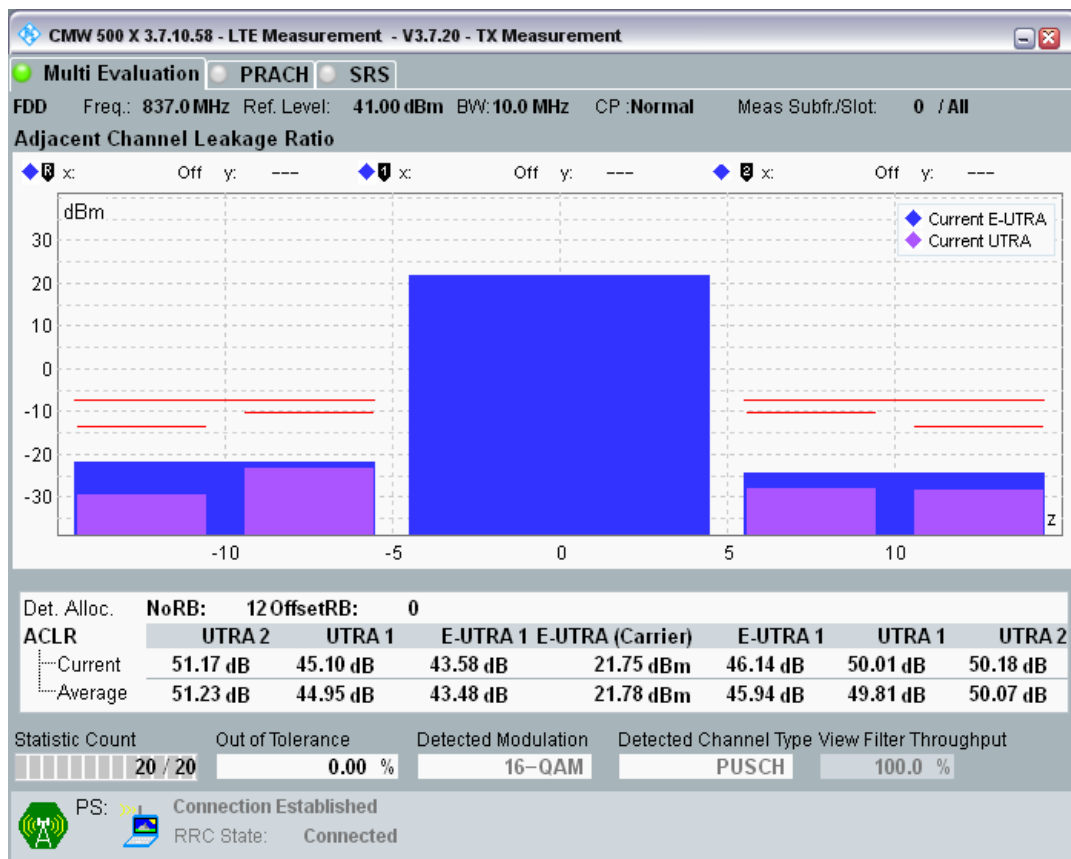 CMW 500 X 3.7.10.58 - LTE Measurement - V3.7.20 - TX Measurement
Multi Evaluation PRACH SRS
FDD Freq.: 837.0 MHz Ref. Level: 41.00 dBm BW: 10.0 MHz CP :Normal Meas Subfr./Slot: 0 / All
Adjacent Channel Leakage Ratio
R x: Off y: --- 1 x: Off y: --- 2 x: Off y: ---
dBm
Current E-UTRA
Current UTRA
30
20
10
0
-10
-20
-30
z
-10 -5 0 5 10
Det. Alloc. NoRB: 12 OffsetRB: 0
ACLR UTRA 2 UTRA 1 E-UTRA 1 E-UTRA (Carrier) E-UTRA 1 UTRA 1 UTRA 2
Current 51.17 dB 45.10 dB 43.58 dB 21.75 dBm 46.14 dB 50.01 dB 50.18 dB
Average 51.23 dB 44.95 dB 43.48 dB 21.78 dBm 45.94 dB 49.81 dB 50.07 dB
Statistic Count Out of Tolerance Detected Modulation Detected Channel Type View Filter Throughput
20 / 20 0.00 % 16-QAM PUSCH 100.0 %
PS: Connection Established
RRC State: Connected